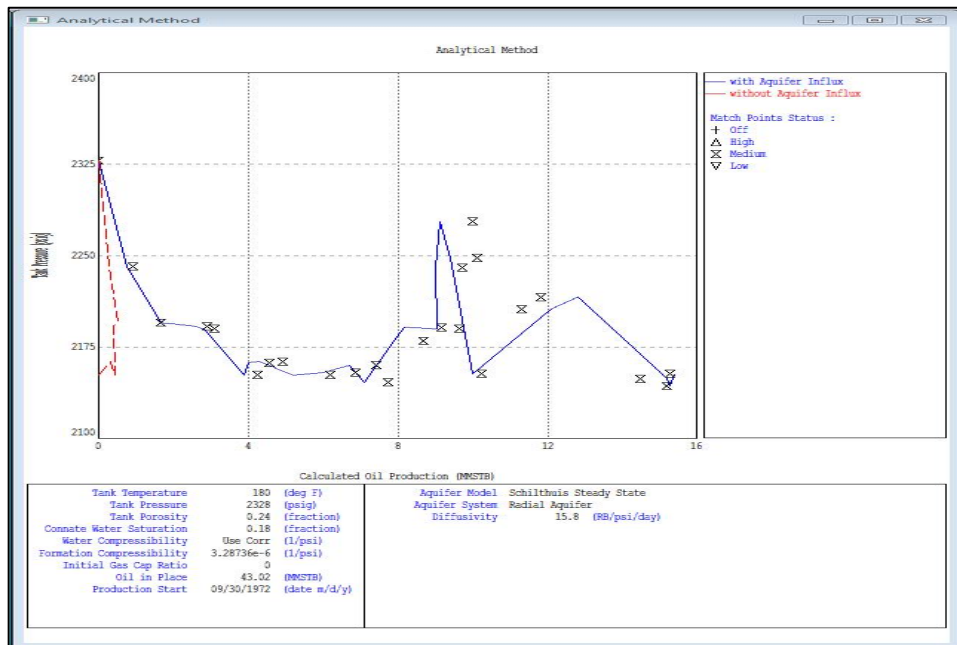 Analytical Method
Analytical Method
2400
2325
2250
2175
2100
Tank Pressure (psig)
0 4 8 12 16
Calculated Oil Production (MMSTB)
with Aquifer Influx
without Aquifer Influx
Match Points Status :
Off
High
Medium
Low
Tank Temperature 180 (deg F)
Tank Pressure 2328 (psig)
Tank Porosity 0.24 (fraction)
Connate Water Saturation 0.18 (fraction)
Water Compressibility Use Corr (1/psi)
Formation Compressibility 3.28736e-6 (1/psi)
Initial Gas Cap Ratio 0
Oil in Place 43.02 (MMSTB)
Production Start 09/30/1972 (date m/d/y)
Aquifer Model Schilthuis Steady State
Aquifer System Radial Aquifer
Diffusivity 15.8 (RB/psi/day)